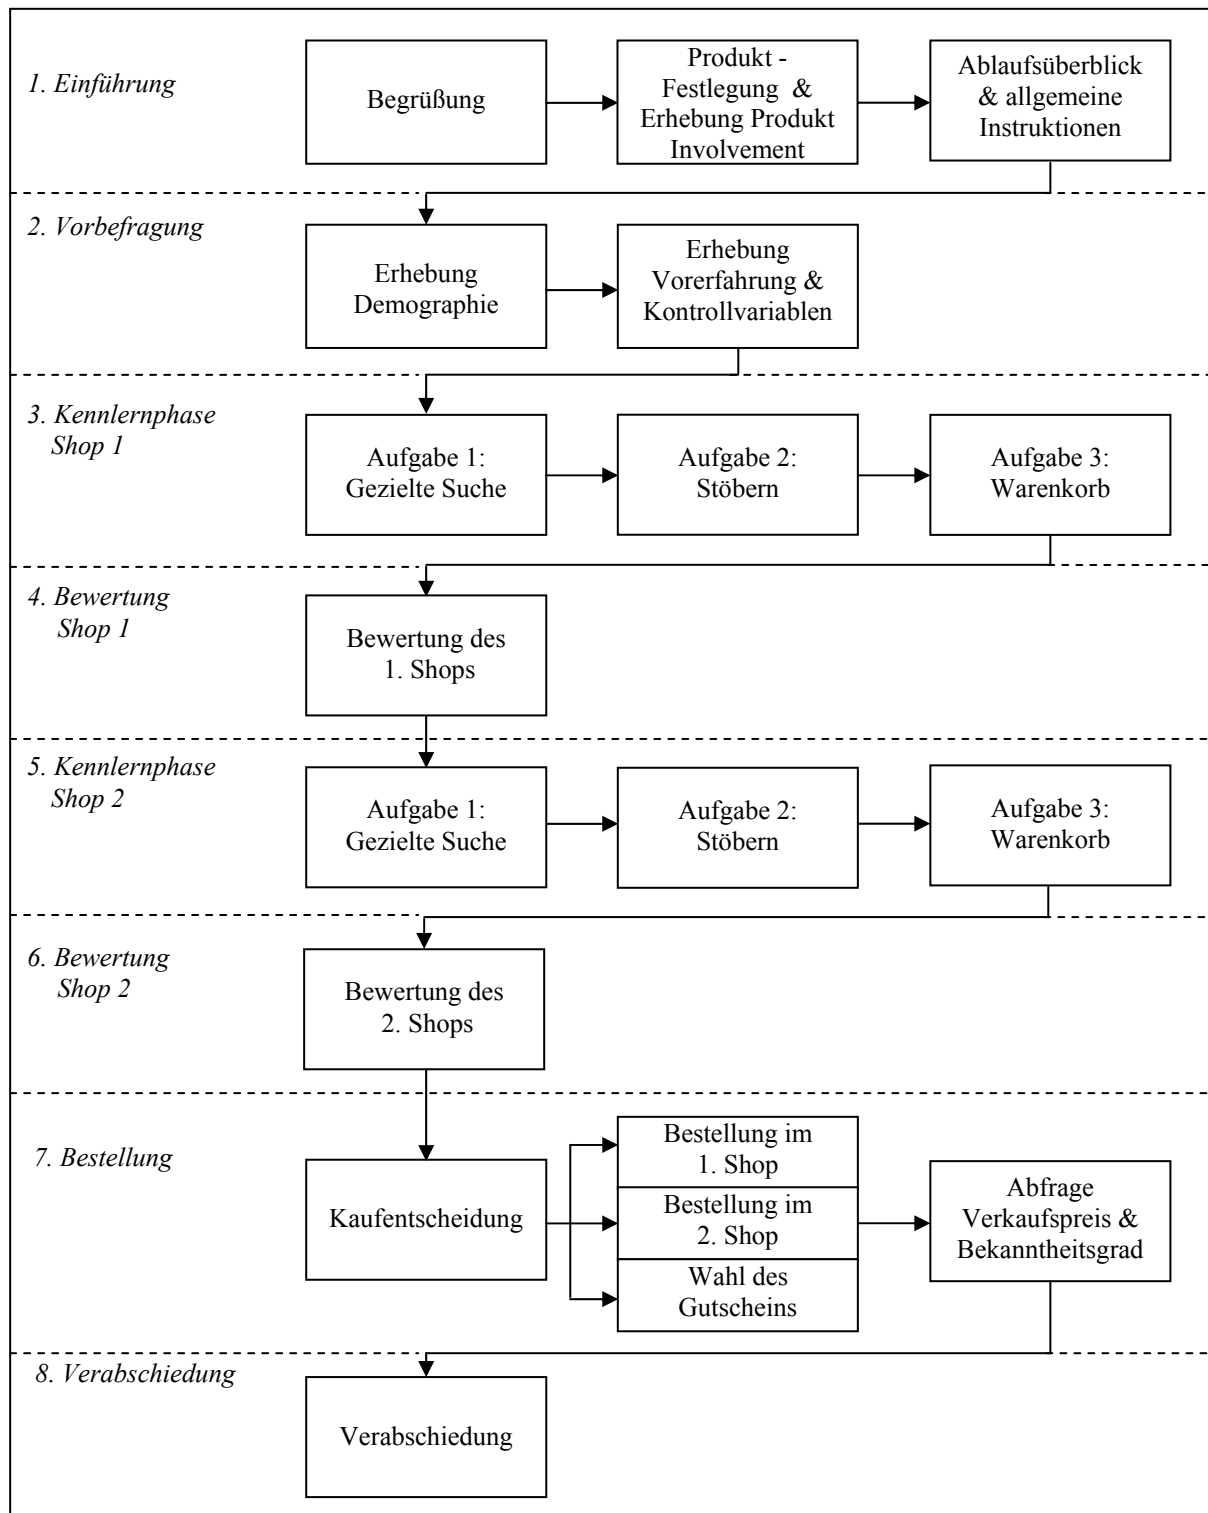 1. Einführung
Begrüßung
Produkt -
Festlegung &
Erhebung Produkt
Involvement
Ablaufsüberblick
& allgemeine
Instruktionen
2. Vorbefragung
Erhebung
Demographie
Erhebung
Vorerfahrung &
Kontrollvariablen
3. Kennlernphase
Shop 1
Aufgabe 1:
Gezielte Suche
Aufgabe 2:
Stöbern
Aufgabe 3:
Warenkorb
4. Bewertung
Shop 1
Bewertung des
1. Shops
5. Kennlernphase
Shop 2
Aufgabe 1:
Gezielte Suche
Aufgabe 2:
Stöbern
Aufgabe 3:
Warenkorb
6. Bewertung
Shop 2
Bewertung des
2. Shops
7. Bestellung
Kaufentscheidung
Bestellung im
1. Shop
Bestellung im
2. Shop
Wahl des
Gutscheins
Abfrage
Verkaufspreis &
Bekanntheitsgrad
8. Verabschiedung
Verabschiedung